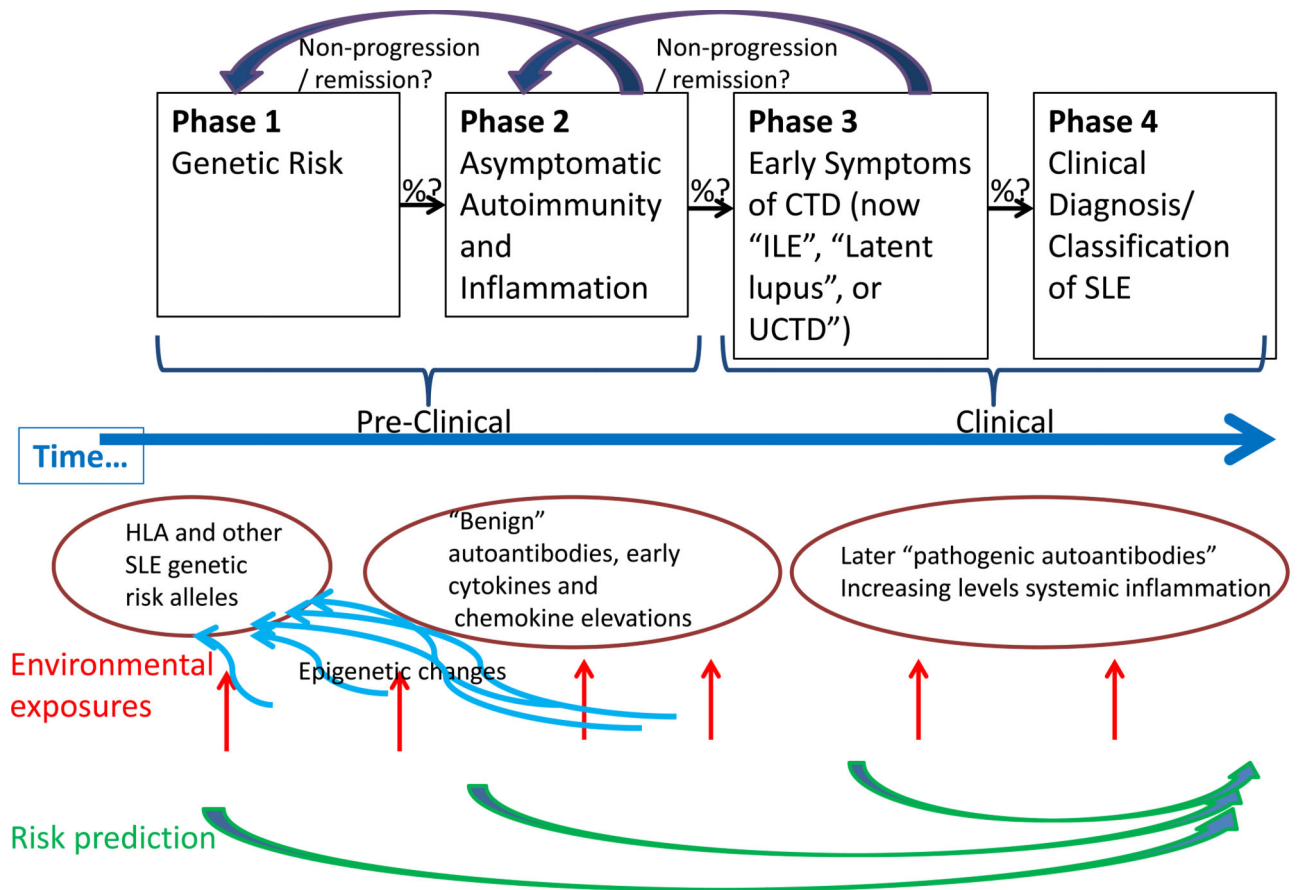 Non-progression
/ remission?
Non-progression
/ remission?
Phase 1
Genetic Risk
%?
Phase 2
Asymptomatic
Autoimmunity
and
Inflammation
%?
Phase 3
Early Symptoms
of CTD (now
“ILE”, “Latent
lupus”, or
UCTD”)
%?
Phase 4
Clinical
Diagnosis/
Classification
of SLE
Pre-Clinical
Clinical
Time...
HLA and other
SLE genetic
risk alleles
“Benign”
autoantibodies, early
cytokines and
chemokine elevations
Later “pathogenic autoantibodies”
Increasing levels systemic inflammation
Environmental
exposures
Epigenetic changes
Risk prediction